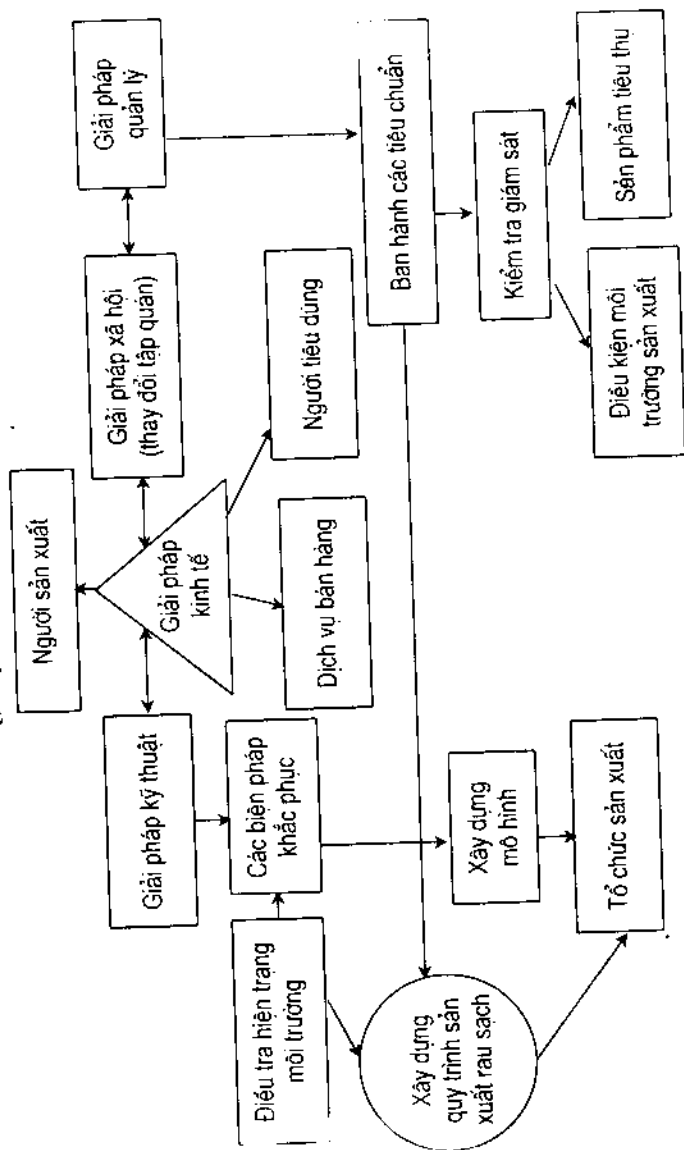 Người sản xuất
Giải pháp kỹ thuật
Giải pháp
kinh tế
Giải pháp xã hội
(thay đổi tập quán)
Giải pháp
quản lý
Điều tra hiện trạng
môi trường
Các biện pháp
khắc phục
Dịch vụ bán hàng
Người tiêu dùng
Xây dựng
quy trình sản
xuất rau sạch
Ban hành các tiêu chuẩn
Xây dựng
mô hình
Kiểm tra giám sát
Tổ chức sản xuất
Điều kiện môi
trường sản xuất
Sản phẩm tiêu thụ